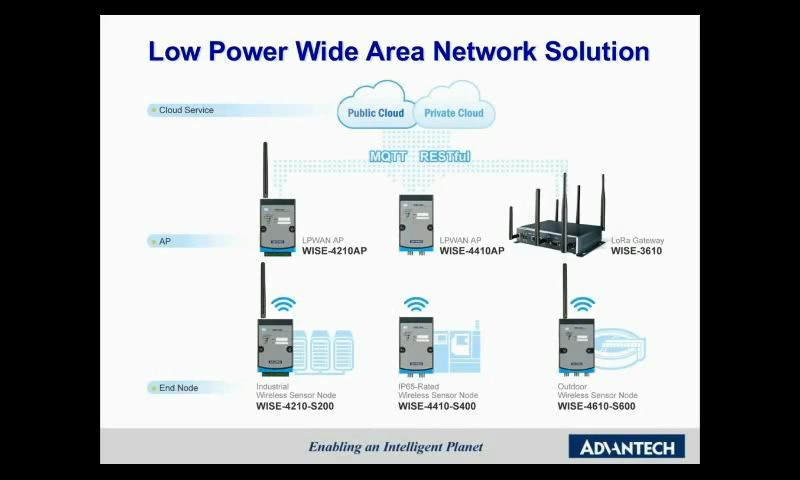 Low Power Wide Area Network Solution
Cloud Service
Public Cloud
Private Cloud
MQTT RESTful
AP
LPWAN AP
WISE-4210AP
LPWAN AP
WISE-4410AP
LoRa Gateway
WISE-3610
End Node
Industrial
Wireless Sensor Node
WISE-4210-S200
IP65-Rated
Wireless Sensor Node
WISE-4410-S400
Outdoor
Wireless Sensor Node
WISE-4610-S600
Enabling an Intelligent Planet
ADVANTECH